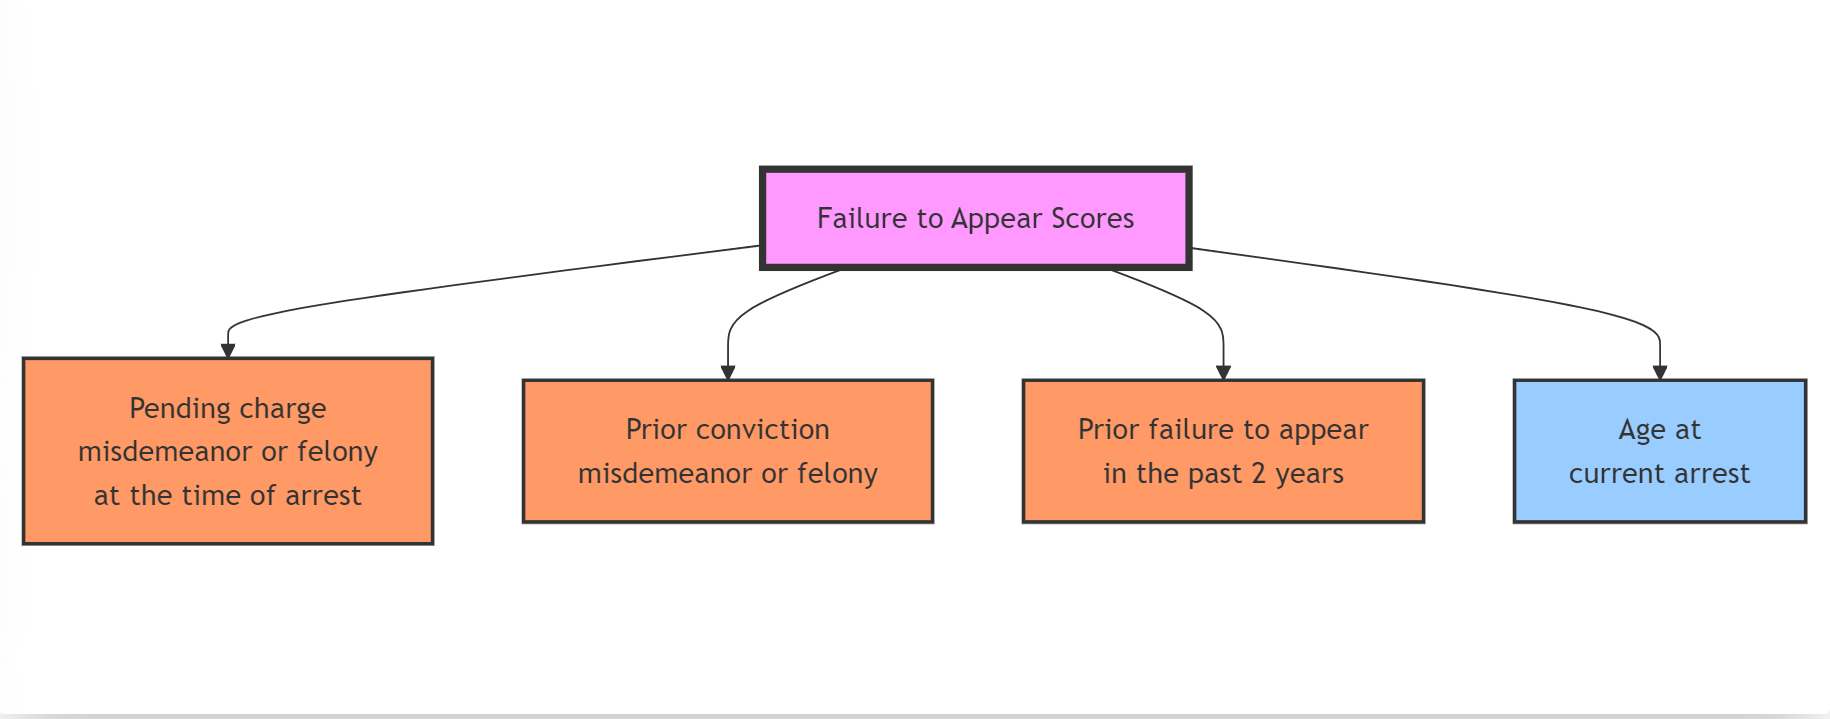 Failure to Appear Scores
Pending charge
misdemeanor or felony
at the time of arrest
Prior conviction
misdemeanor or felony
Prior failure to appear
in the past 2 years
Age at
current arrest